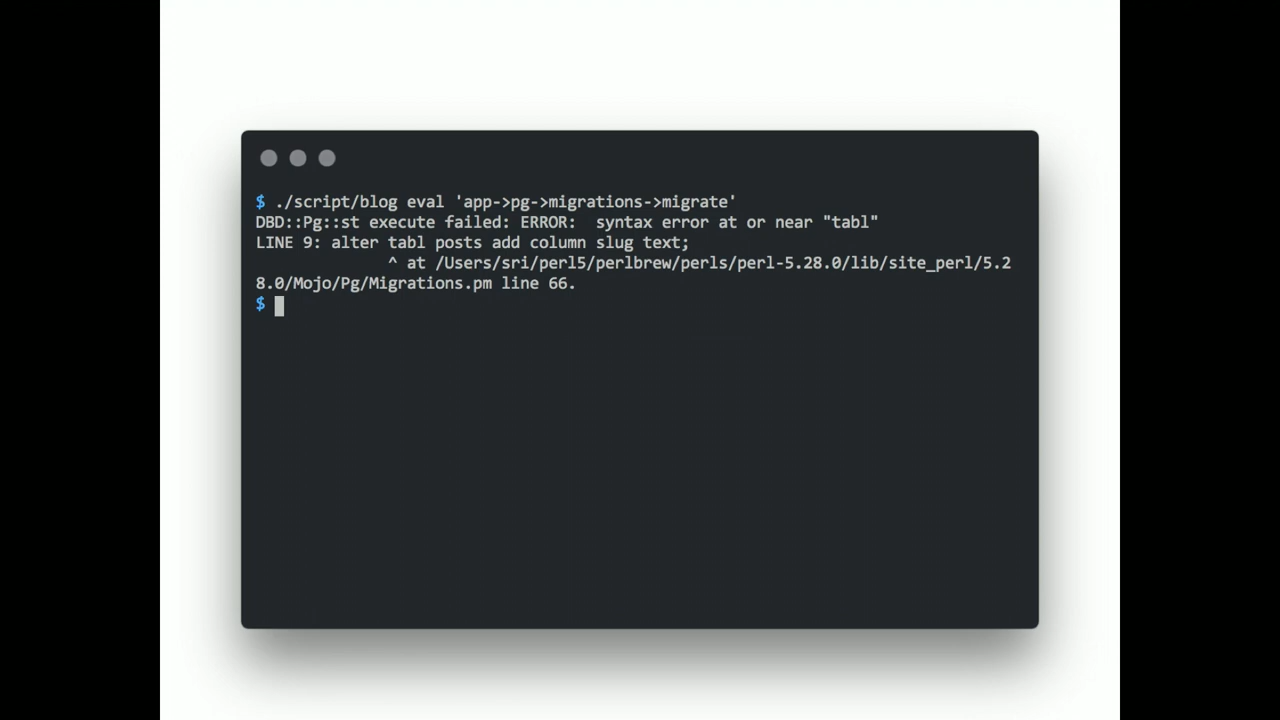 $ ./script/blog eval 'app->pg->migrations->migrate'
DBD::Pg::st execute failed: ERROR:  syntax error at or near "tabl"
LINE 9: alter tabl posts add column slug text;
              ^ at /Users/sri/perl5/perlbrew/perls/perl-5.28.0/lib/site_perl/5.2
8.0/Mojo/Pg/Migrations.pm line 66.
$